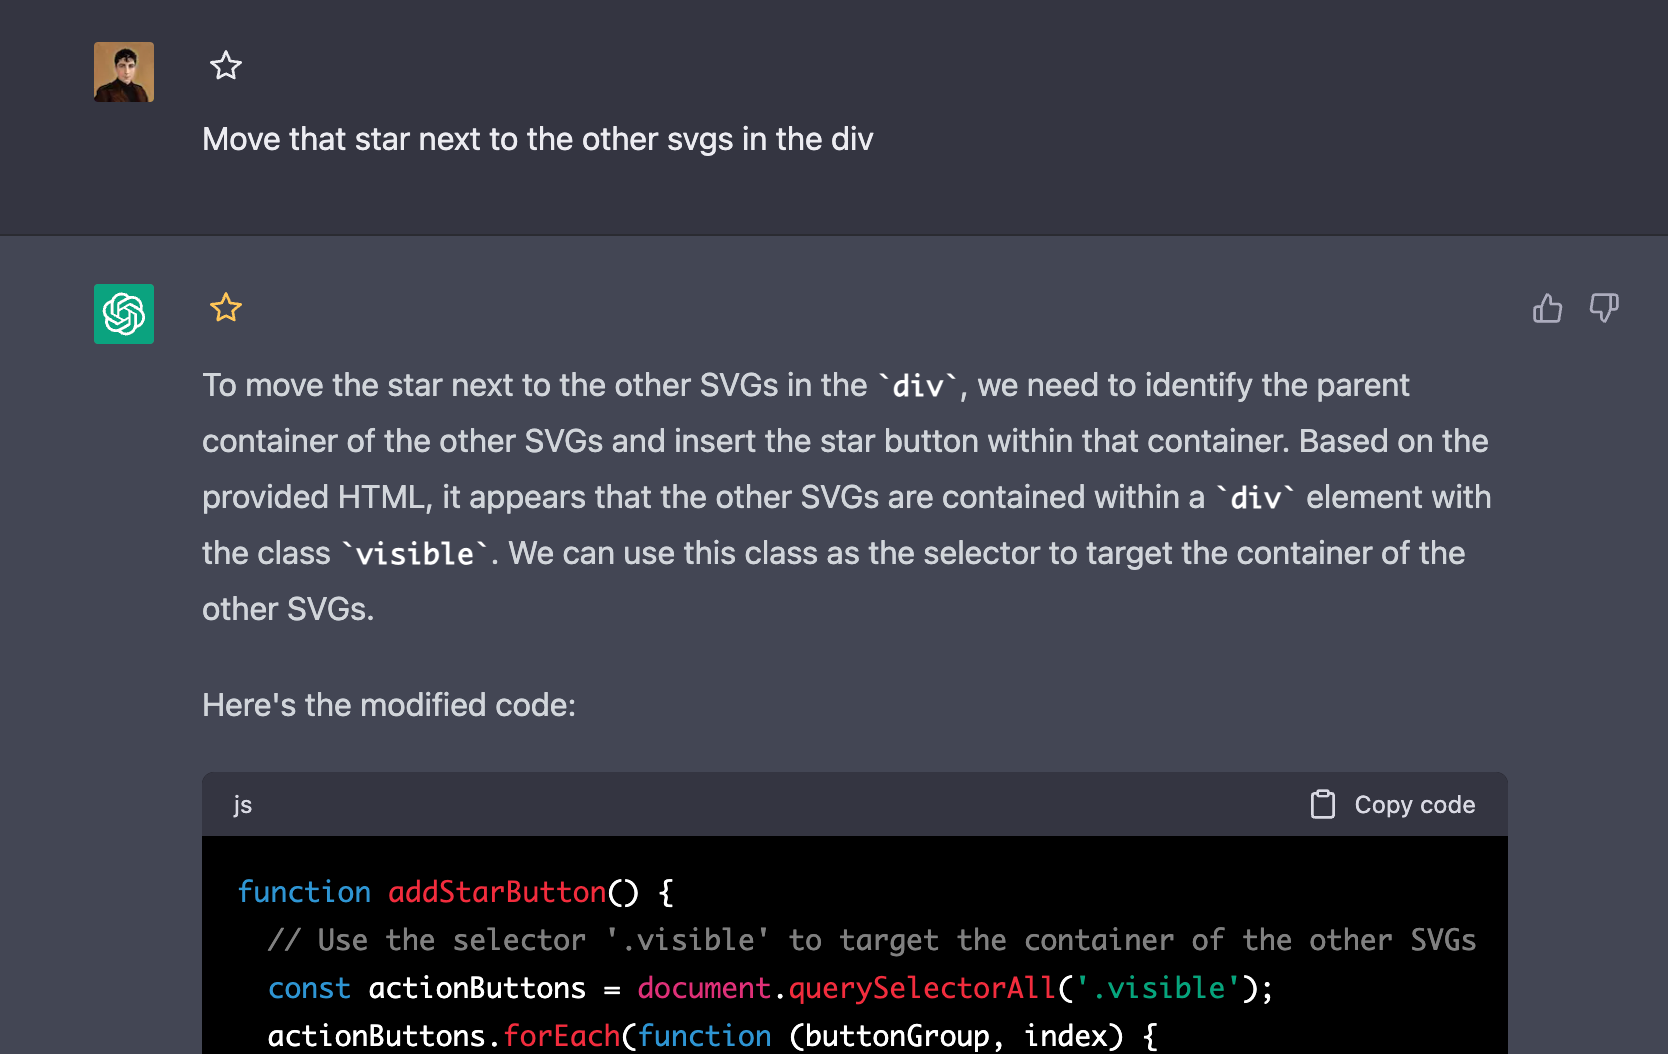 Move that star next to the other svgs in the div
To move the star next to the other SVGs in the `div`, we need to identify the parent
container of the other SVGs and insert the star button within that container. Based on the
provided HTML, it appears that the other SVGs are contained within a `div` element with
the class `visible`. We can use this class as the selector to target the container of the
other SVGs.
Here's the modified code:
js
Copy code
function addStarButton() {
// Use the selector '.visible' to target the container of the other SVGs
const actionButtons = document.querySelectorAll('.visible');
actionButtons.forEach(function (buttonGroup, index) {